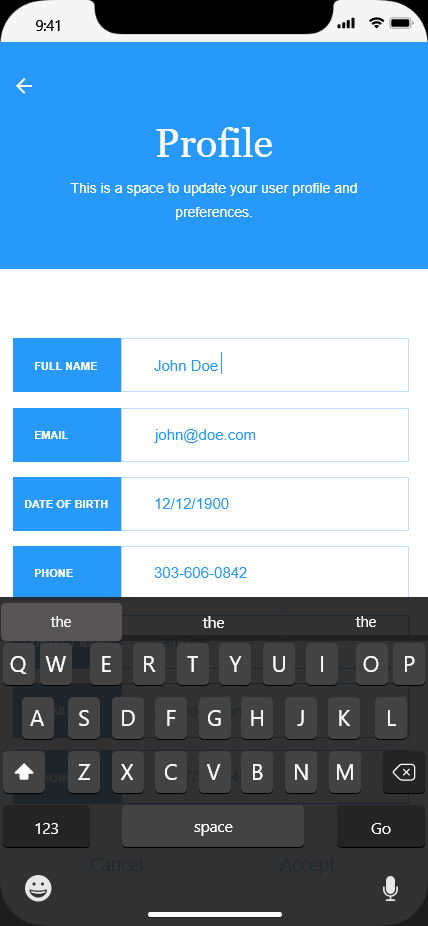 9:41
Profile
This is a space to update your user profile and
preferences.
FULL NAME John Doe
EMAIL john@doe.com
DATE OF BIRTH 12/12/1900
PHONE 303-606-0842
the the the
Q W E R T Y U I O P
A S D F G H J K L
Z X C V B N M
PHONE
123 space Go
Cancel Accept